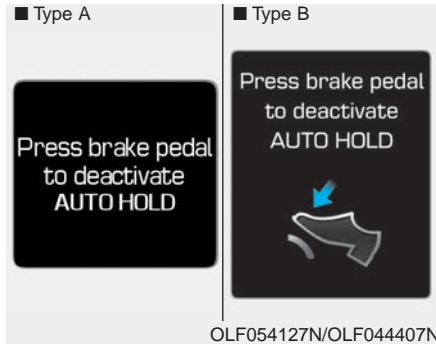 ■ Type A
Press brake pedal
to deactivate
AUTO HOLD
■ Type B
Press brake pedal
to deactivate
AUTO HOLD
OLF054127N/OLF044407N